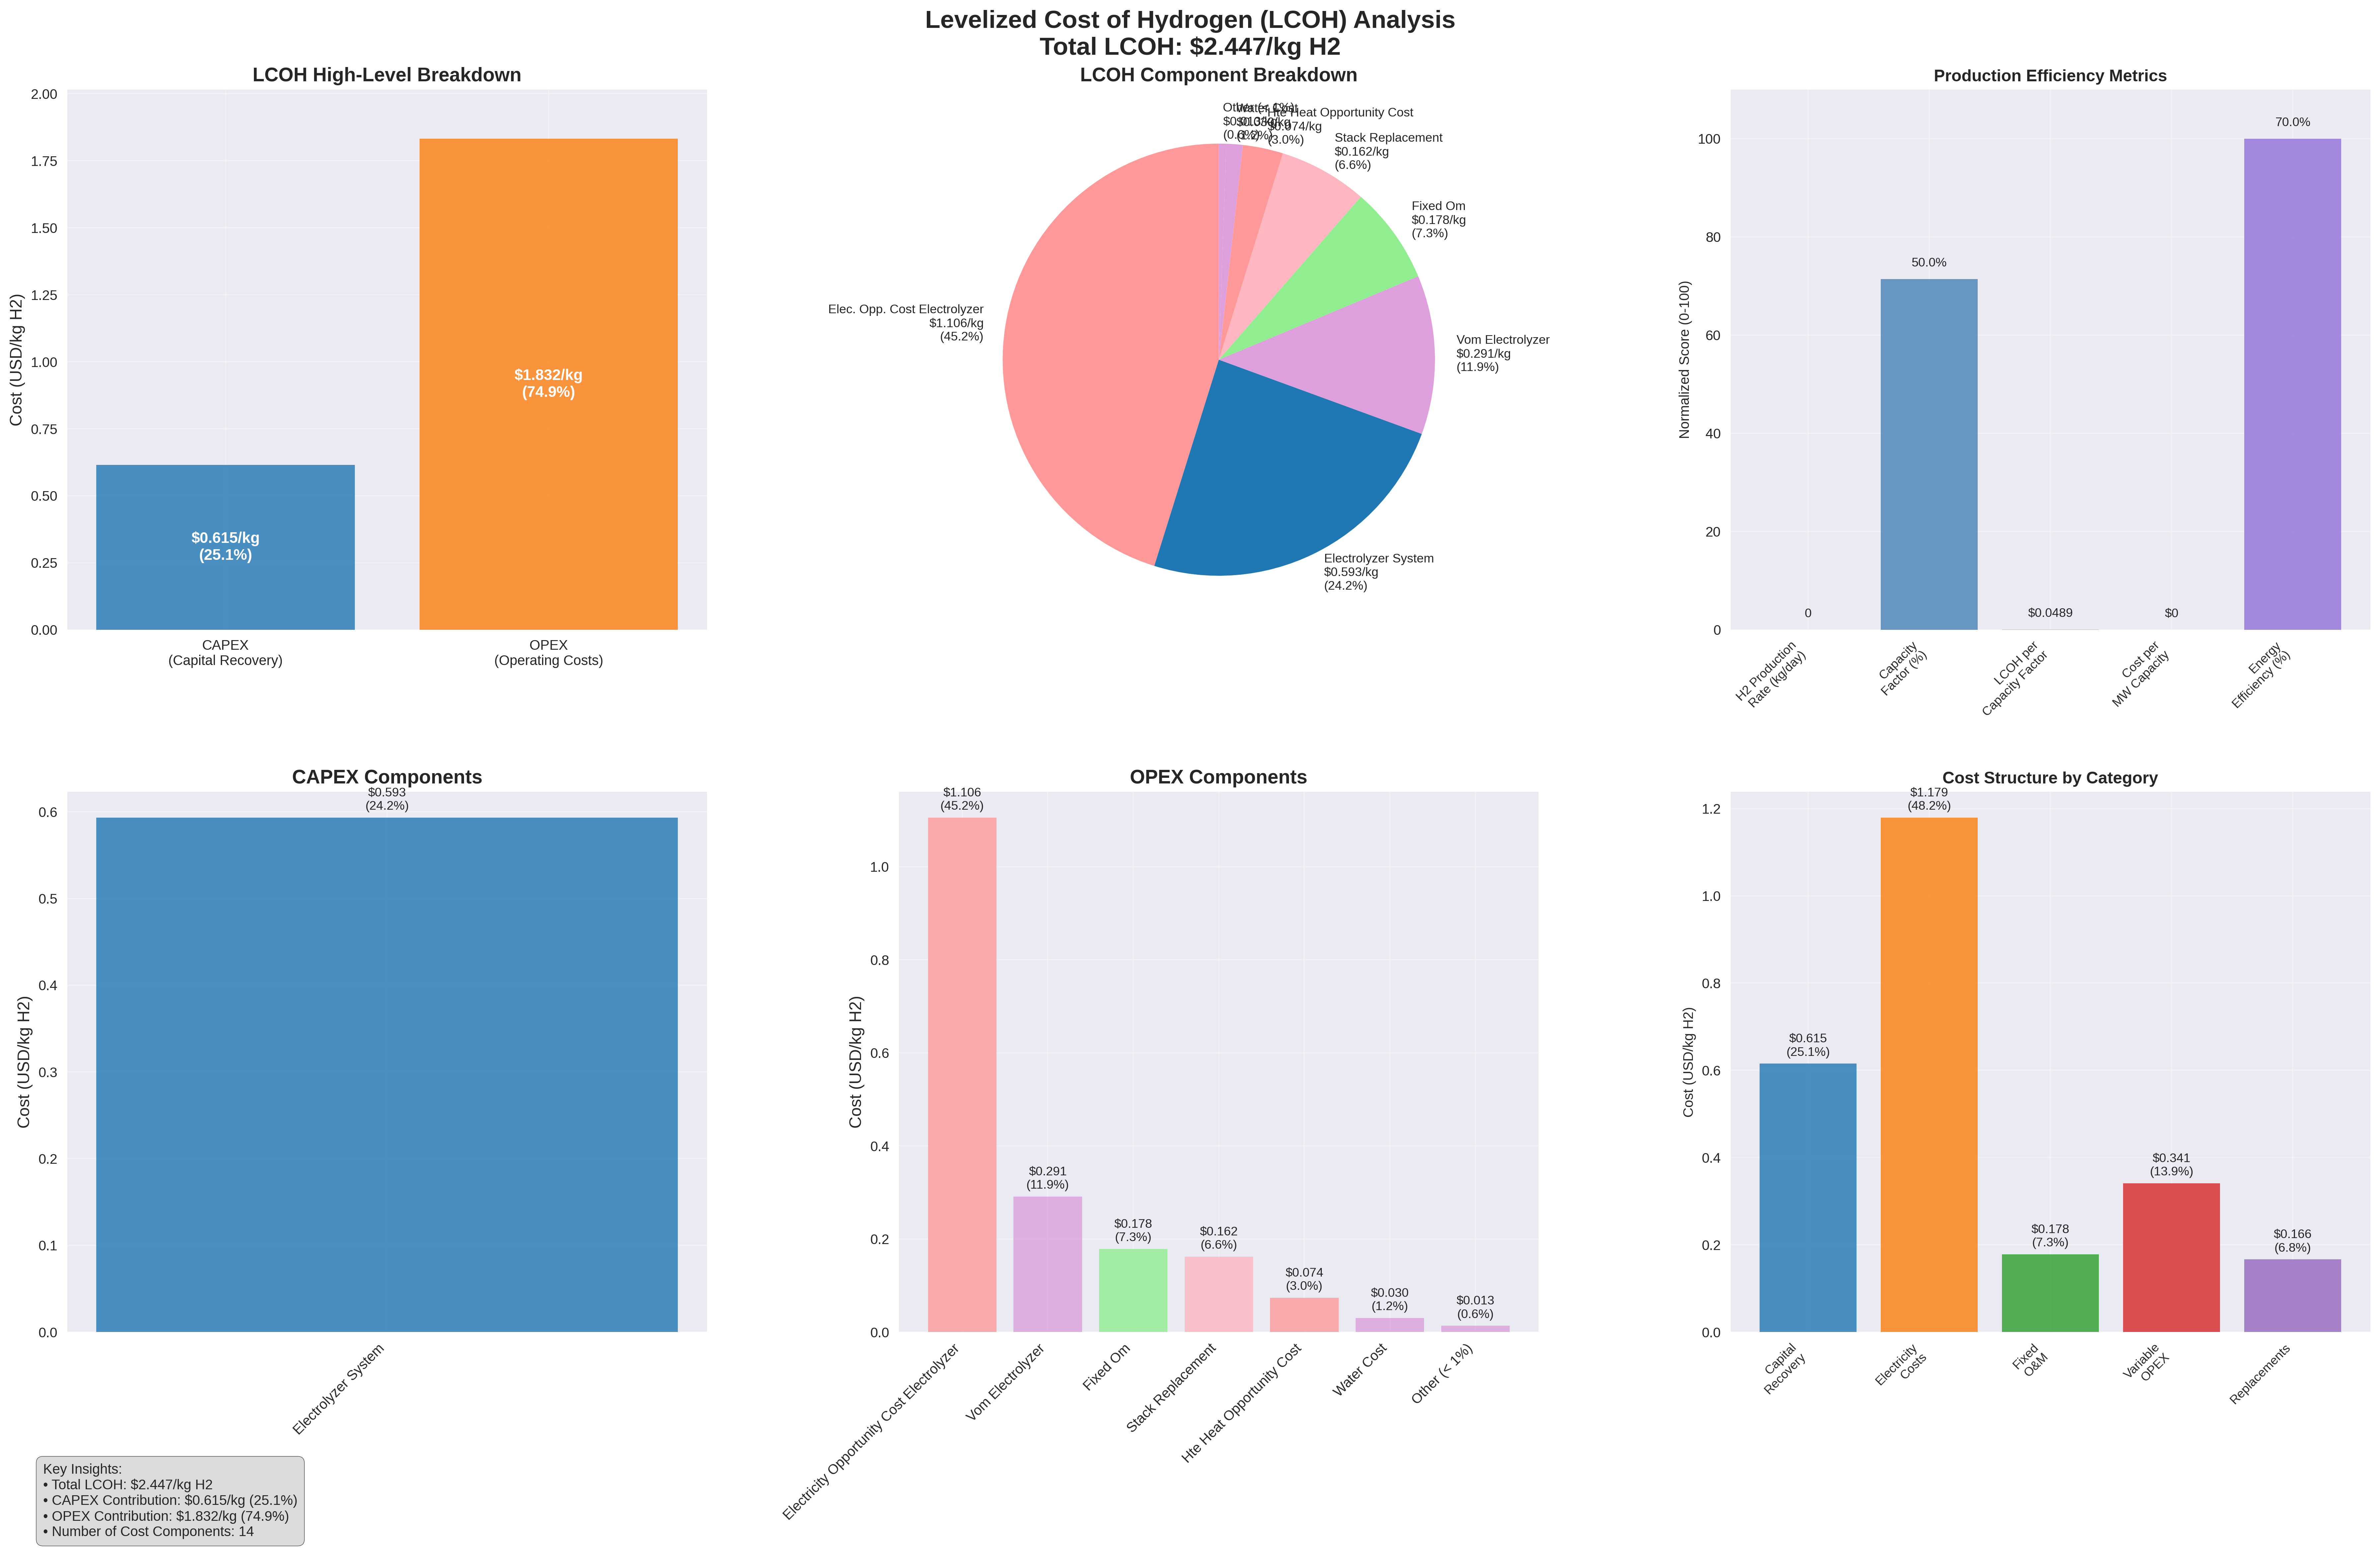 Levelized Cost of Hydrogen (LCOH) Analysis
Total LCOH: $2.447/kg H2
LCOH High-Level Breakdown
Cost (USD/kg H2)
2.00
1.75
1.50
1.25
1.00
0.75
0.50
0.25
0.00
$0.615/kg
(25.1%)
$1.832/kg
(74.9%)
CAPEX
(Capital Recovery)
OPEX
(Operating Costs)
LCOH Component Breakdown
Other (< 1%)
Water Cost
Hte Heat Opportunity Cost
$0.074/kg
(3.0%)
Stack Replacement
$0.162/kg
(6.6%)
Fixed Om
$0.178/kg
(7.3%)
Vom Electrolyzer
$0.291/kg
(11.9%)
Electrolyzer System
$0.593/kg
(24.2%)
Elec. Opp. Cost Electrolyzer
$1.106/kg
(45.2%)
Production Efficiency Metrics
Normalized Score (0-100)
100
80
60
40
20
0
0
50.0%
$0.0489
$0
70.0%
H2 Production
Rate (kg/day)
Capacity
Factor (%)
LCOH per
Capacity Factor
Cost per
MW Capacity
Energy
Efficiency (%)
CAPEX Components
Cost (USD/kg H2)
0.6
0.5
0.4
0.3
0.2
0.1
0.0
$0.593
(24.2%)
Electrolyzer System
OPEX Components
Cost (USD/kg H2)
1.0
0.8
0.6
0.4
0.2
0.0
$1.106
(45.2%)
$0.291
(11.9%)
$0.178
(7.3%)
$0.162
(6.6%)
$0.074
(3.0%)
$0.030
(1.2%)
$0.013
(0.6%)
Electricity Opportunity Cost Electrolyzer
Vom Electrolyzer
Fixed Om
Stack Replacement
Hte Heat Opportunity Cost
Water Cost
Other (< 1%)
Cost Structure by Category
Cost (USD/kg H2)
1.2
1.0
0.8
0.6
0.4
0.2
0.0
$0.615
(25.1%)
$1.179
(48.2%)
$0.178
(7.3%)
$0.341
(13.9%)
$0.166
(6.8%)
Capital
Recovery
Electricity
Costs
Fixed
O&M
Variable
OPEX
Replacements
Key Insights:
• Total LCOH: $2.447/kg H2
• CAPEX Contribution: $0.615/kg (25.1%)
• OPEX Contribution: $1.832/kg (74.9%)
• Number of Cost Components: 14